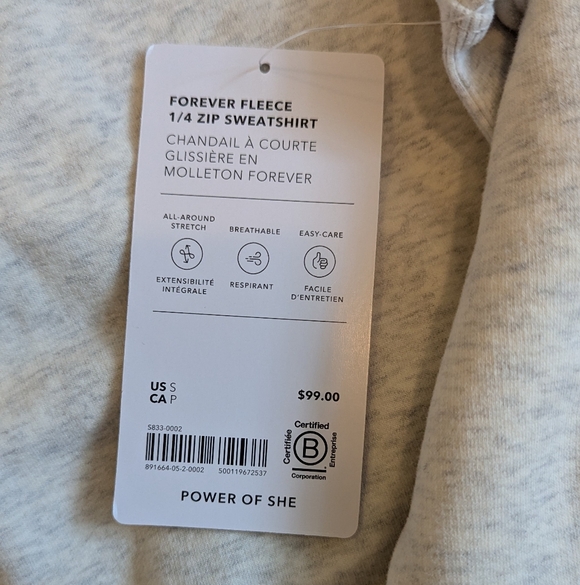 FOREVER FLEECE
1/4 ZIP SWEATSHIRT
CHANDAIL À COURTE
GLISSIÈRE EN
MOLLETON FOREVER
ALL-AROUND
STRETCH
EXTENSIBILITÉ
INTÉGRALE
BREATHABLE
RESPIRANT
EASY-CARE
FACILE
D'ENTRETIEN
US S
CA P
$99.00
5833-0002
891664-05-2-0002 500119672537
Certified
Certifiée
B
Entreprise
Corporation
POWER OF SHE